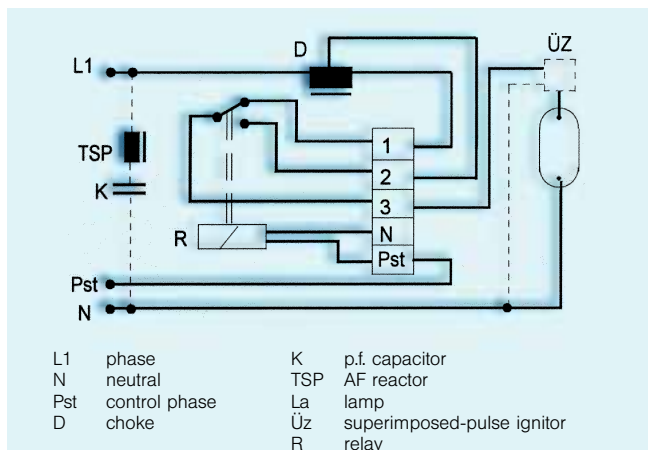 D
ÜZ
L1
1
TSP
2
K
3
R
N
Pst
Pst
N
L1 phase
N neutral
Pst control phase
D choke
K p.f. capacitor
TSP AF reactor
La lamp
Üz superimposed-pulse ignitor
R relay